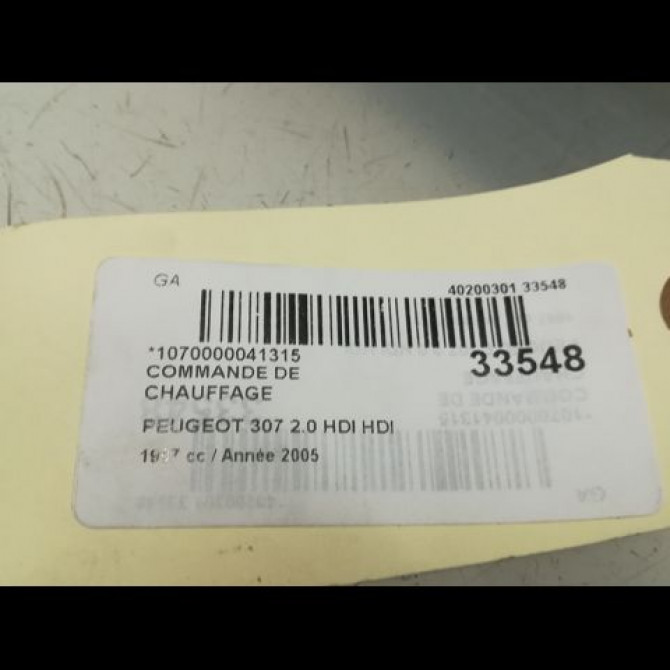 GA
40200301 33548
*1070000041315
33548
COMMANDE DE
CHAUFFAGE
PEUGEOT 307 2.0 HDI HDI
cc / Année 2005